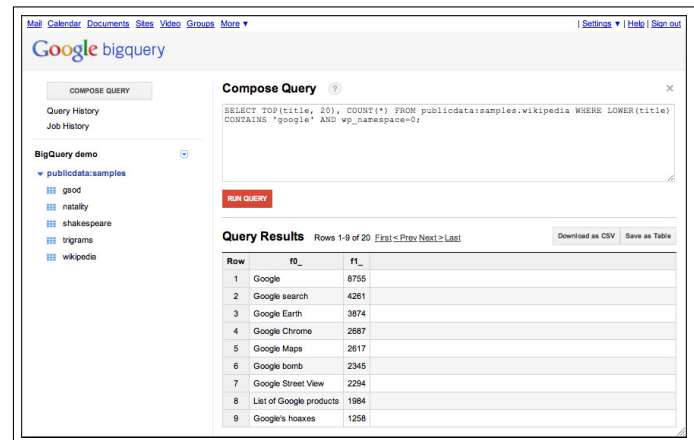 Mail Calendar Documents Sites Video Groups More ▼ | Settings ▼ | Help | Sign out
Google bigquery
COMPOSE QUERY
Query History
Job History
BigQuery demo
publicdata:samples
gsod
natality
shakespeare
trigrams
wikipedia
Compose Query ? ×
SELECT TOP(title, 20), COUNT(*) FROM publicdata:samples.wikipedia WHERE LOWER(title)
CONTAINS 'google' AND wp_namespace=0;
RUN QUERY
Query Results Rows 1-9 of 20 First < Prev Next > Last Download as CSV Save as Table
Row f0_ f1_
1 Google 8755
2 Google search 4261
3 Google Earth 3874
4 Google Chrome 2687
5 Google Maps 2617
6 Google bomb 2345
7 Google Street View 2294
8 List of Google products 1984
9 Google's hoaxes 1258